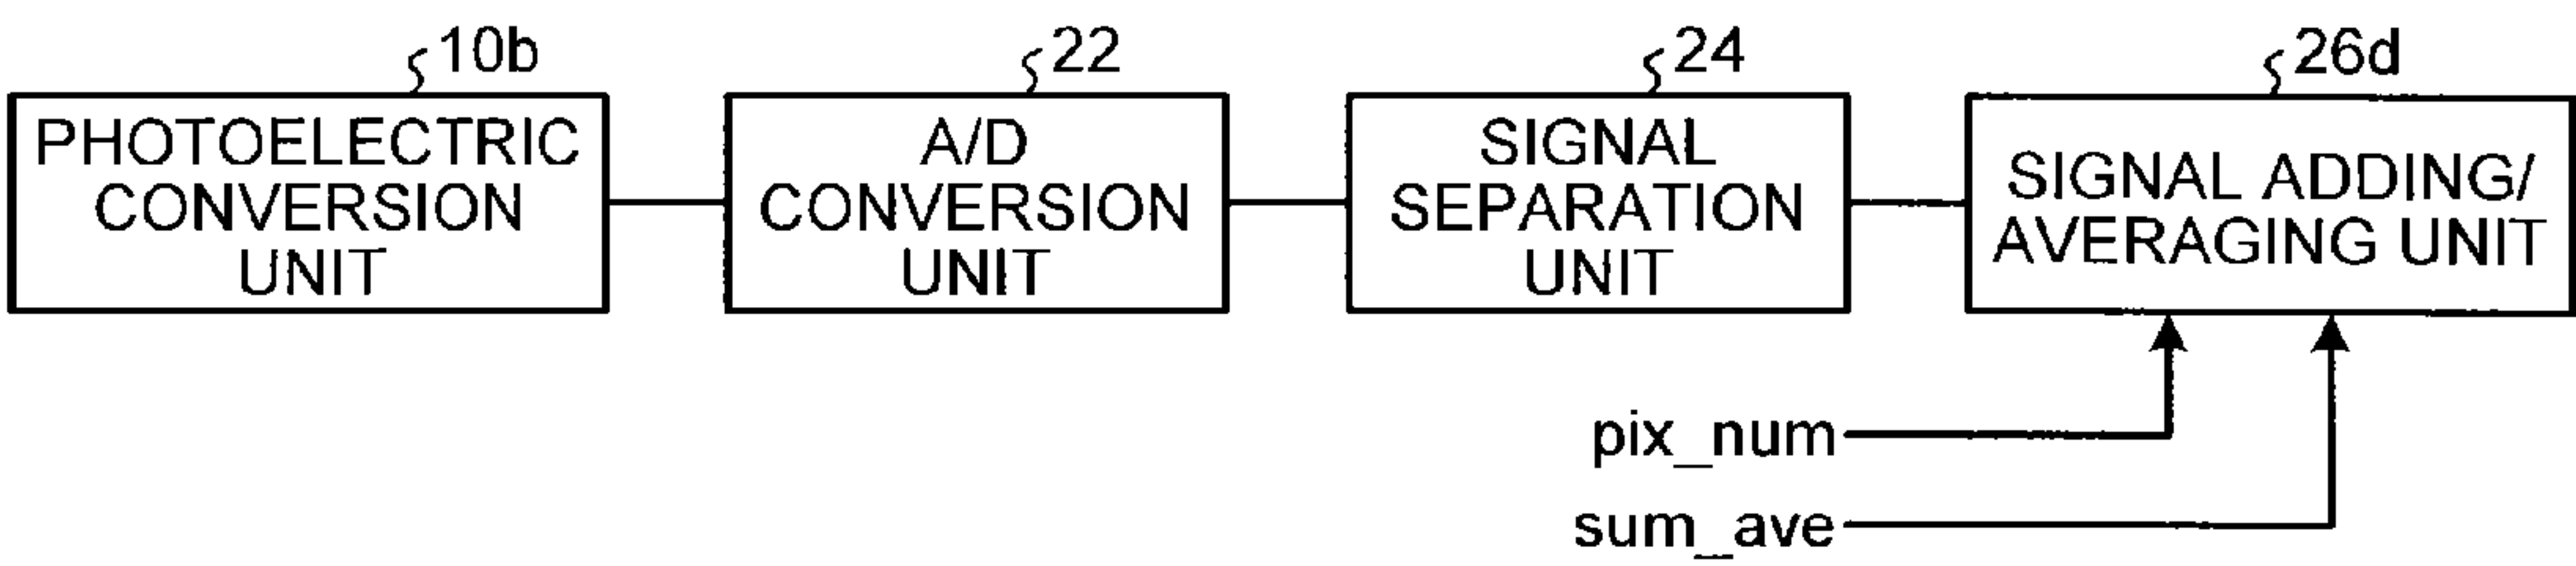 10b
22
24
26d
PHOTOELECTRIC
CONVERSION
UNIT
A/D
CONVERSION
UNIT
SIGNAL
SEPARATION
UNIT
SIGNAL ADDING/
AVERAGING UNIT
pix_num
sum_ave